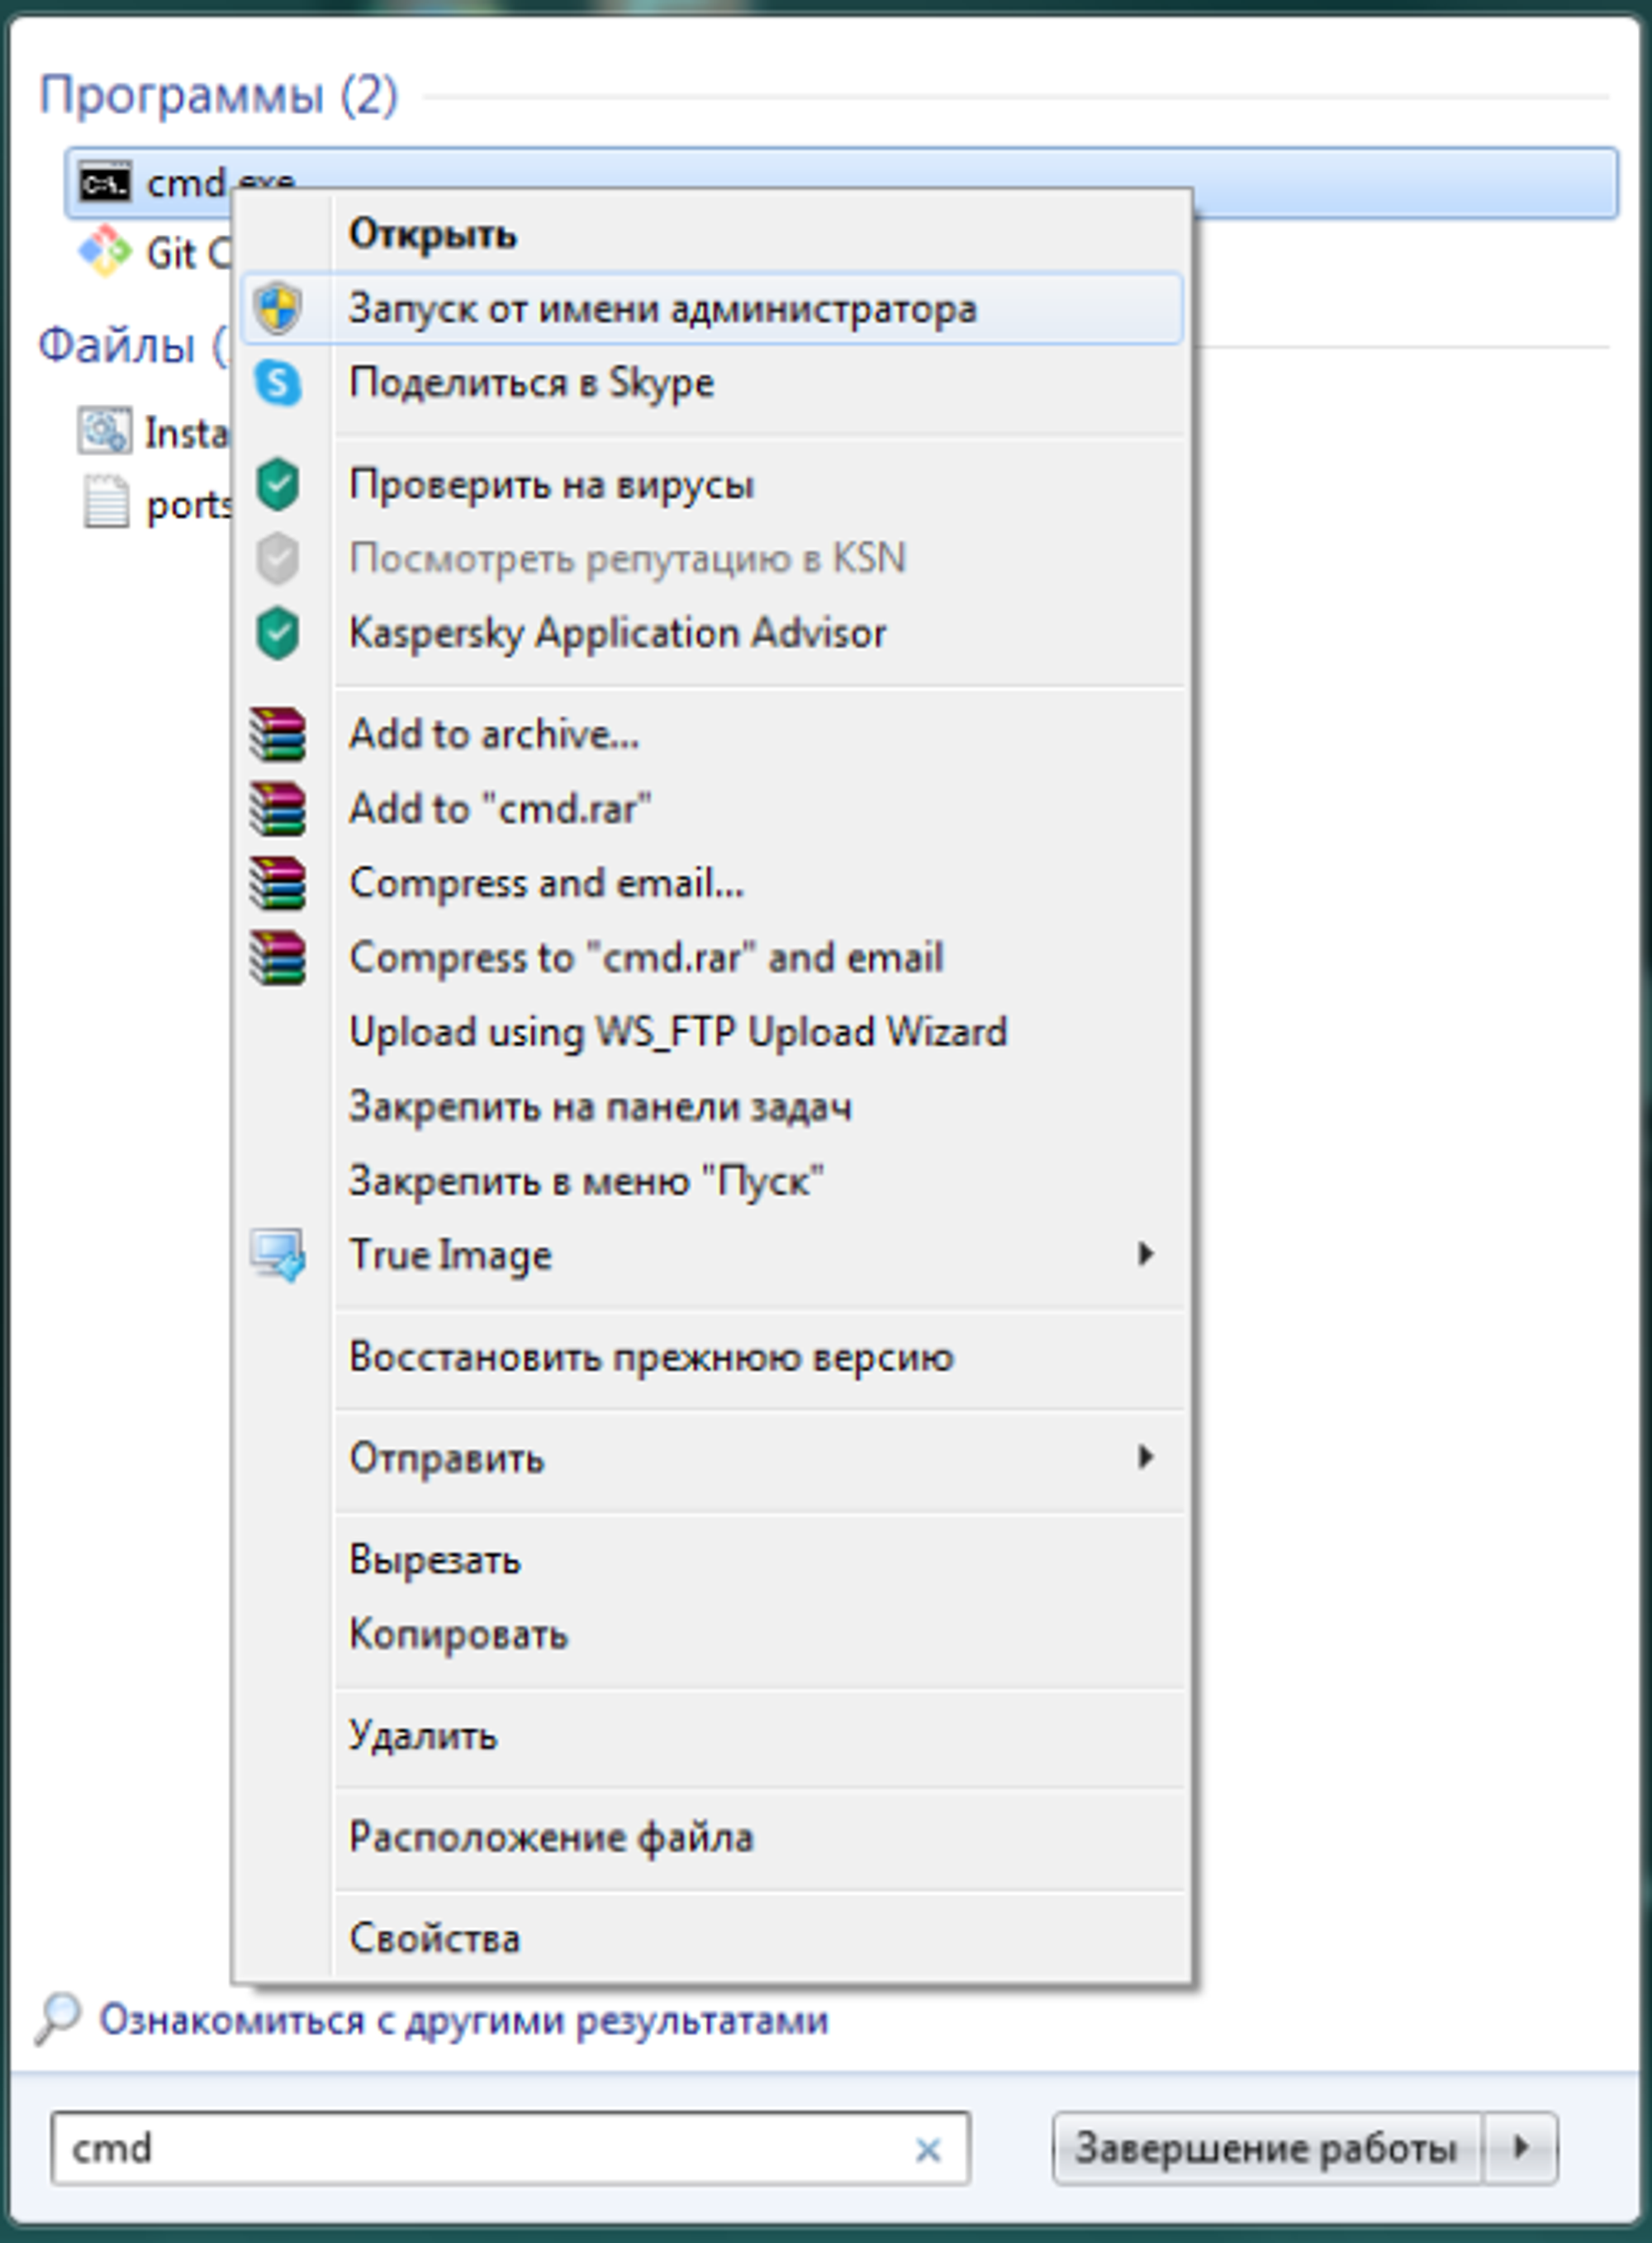 Программы (2)
cmd.exe
Открыть
Git
Запуск от имени администратора
Файлы
Поделиться в Skype
Проверить на вирусы
Посмотреть репутацию в KSN
Kaspersky Application Advisor
Add to archive...
Add to "cmd.rar"
Compress and email...
Compress to "cmd.rar" and email
Upload using WS_FTP Upload Wizard
Закрепить на панели задач
Закрепить в меню "Пуск"
True Image
Восстановить прежнюю версию
Отправить
Вырезать
Копировать
Удалить
Расположение файла
Свойства
Ознакомиться с другими результатами
cmd
Завершение работы